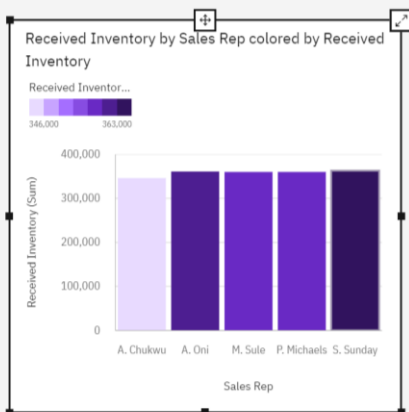 Received Inventory by Sales Rep colored by Received
Inventory
Received Inventor...
346,000 363,000
400,000
300,000
200,000
100,000
0
Received Inventory (Sum)
A. Chukwu A. Oni M. Sule P. Michaels S. Sunday
Sales Rep